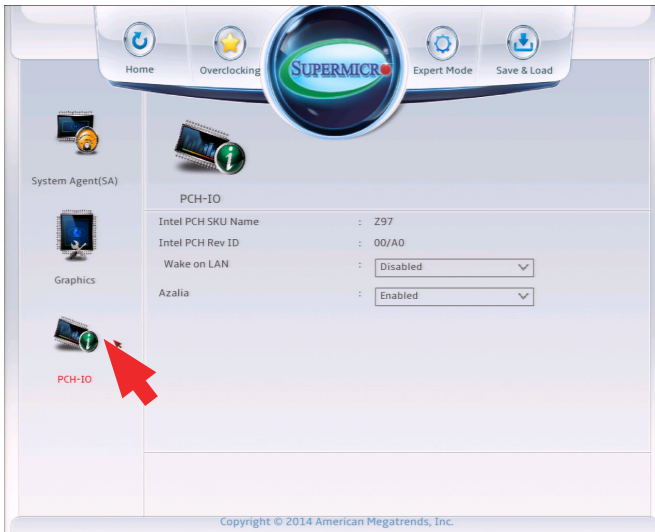 Home
Overclocking
SUPERMICRO
Expert Mode
Save & Load
System Agent(SA)
PCH-IO
Intel PCH SKU Name : Z97
Intel PCH Rev ID : 00/A0
Wake on LAN : Disabled
Graphics
Azalia : Enabled
PCH-IO
Copyright © 2014 American Megatrends, Inc.